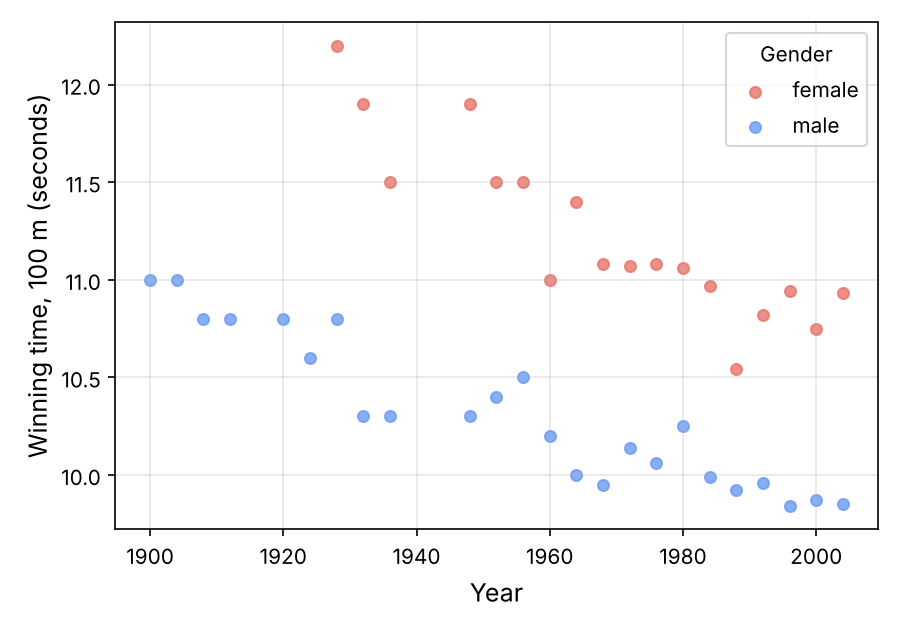 Gender
female
male
12.0
11.5
11.0
10.5
10.0
Winning time, 100 m (seconds)
1900 1920 1940 1960 1980 2000
Year